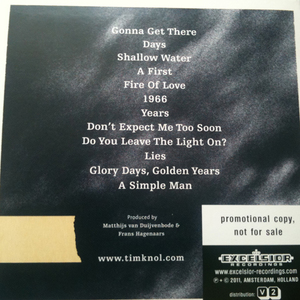 Gonna Get There
Days
Shallow Water
A First
Fire Of Love
1966
Years
Don't Expect Me Too Soon
Do You Leave The Light On?
Lies
Glory Days, Golden Years
A Simple Man
Produced by
Matthijs van Duijvenbode &
Frans Hagenaars
www.timknol.com
promotional copy,
not for sale
EXCELSIOR
RECORDINGS
www.excelsior-recordings.com
℗ + © 2011, AMSTERDAM, HOLLAND
distribution: V2